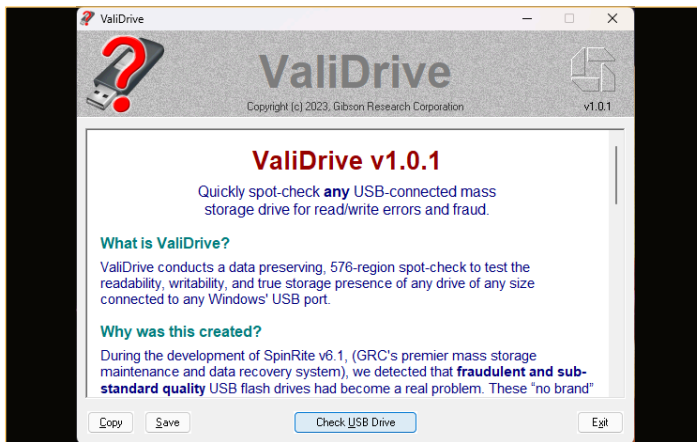 ValiDrive
ValiDrive
Copyright (c) 2023, Gibson Research Corporation
v1.0.1
ValiDrive v1.0.1
Quickly spot-check any USB-connected mass
storage drive for read/write errors and fraud.
What is ValiDrive?
ValiDrive conducts a data preserving, 576-region spot-check to test the
readability, writability, and true storage presence of any drive of any size
connected to any Windows' USB port.
Why was this created?
During the development of SpinRite v6.1, (GRC's premier mass storage
maintenance and data recovery system), we detected that fraudulent and sub-
standard quality USB flash drives had become a real problem. These “no brand”
Copy
Save
Check USB Drive
Exit